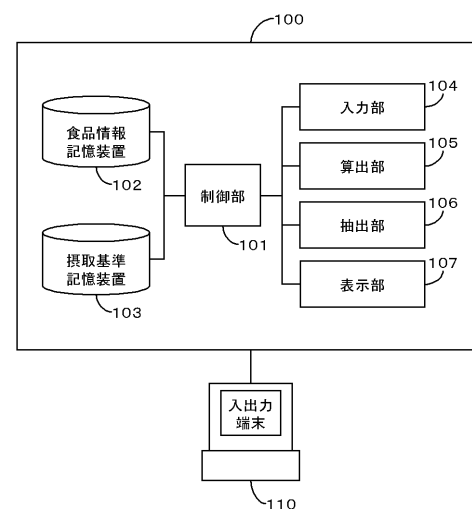 100
食品情報
記憶装置
102
摂取基準
記憶装置
103
制御部
101
入力部
104
算出部
105
抽出部
106
表示部
107
入出力
端末
110